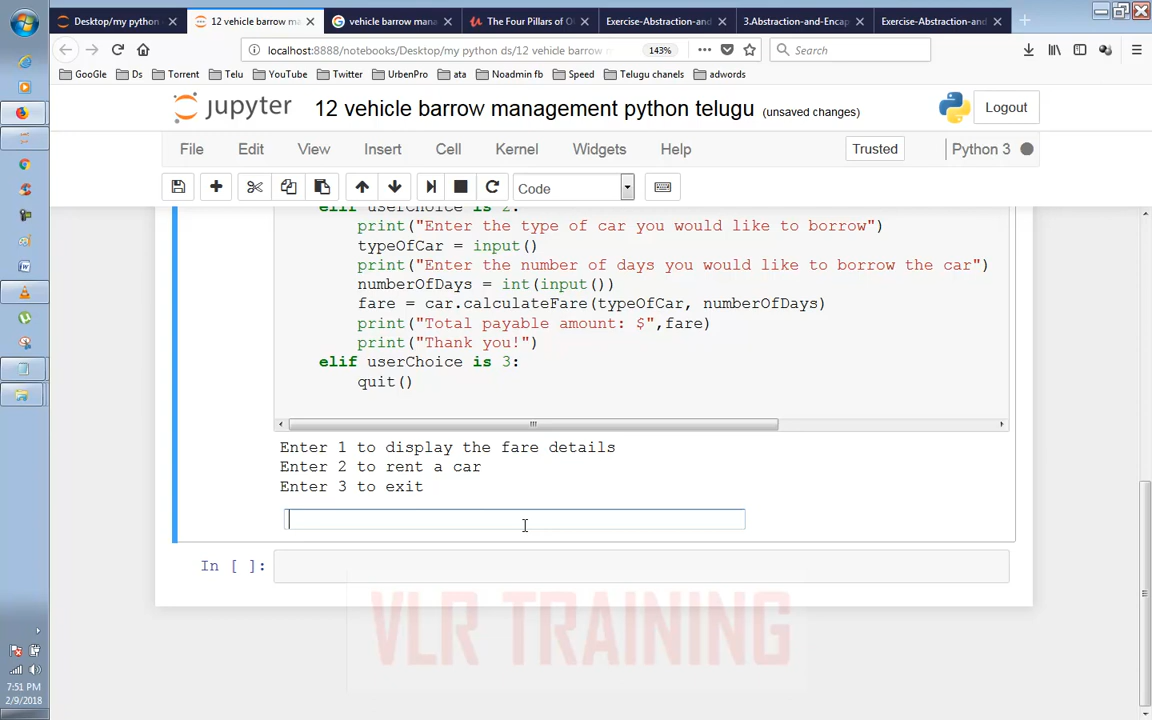 Desktop/my python
12 vehicle barrow ma
vehicle barrow mana
The Four Pillars of O
Exercise-Abstraction-and
3.Abstraction-and-Encap
Exercise-Abstraction-and
localhost:8888/notebooks/Desktop/my python ds/12 vehicle barrow
143%
Search
GooGle
Ds
Torrent
Telu
YouTube
Twitter
UrbenPro
ata
Noadmin fb
Speed
Telugu chanels
adwords
jupyter
12 vehicle barrow management python telugu (unsaved changes)
Logout
File Edit View Insert Cell Kernel Widgets Help
Trusted
Python 3
Code
elif userChoice is 2:
print("Enter the type of car you would like to borrow")
typeOfCar = input()
print("Enter the number of days you would like to borrow the car")
numberOfDays = int(input())
fare = car.calculateFare(typeOfCar, numberOfDays)
print("Total payable amount: $",fare)
print("Thank you!")
elif userChoice is 3:
quit()
Enter 1 to display the fare details
Enter 2 to rent a car
Enter 3 to exit
In [ ]:
VLR TRAINING
7:51 PM
2/9/2018